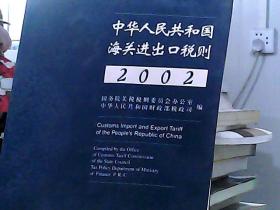 中华人民共和国
海关进出口税则
2002
国务院关税税则委员会办公室
中华人民共和国财政部税政司 编
Customs Import and Export Tariff
of the People's Republic of China
Compiled by the Office
of Customs Tariff Commission
of the State Council
Tax Policy Department of Ministry
of Finance, P.R.C